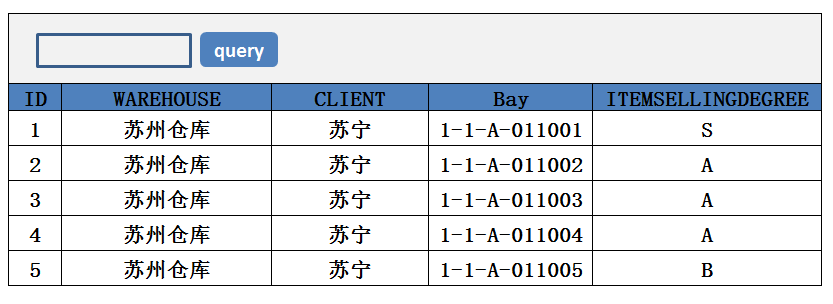 query
ID WAREHOUSE CLIENT Bay ITEMSELLINGDEGREE
1 苏州仓库 苏宁 1-1-A-011001 S
2 苏州仓库 苏宁 1-1-A-011002 A
3 苏州仓库 苏宁 1-1-A-011003 A
4 苏州仓库 苏宁 1-1-A-011004 A
5 苏州仓库 苏宁 1-1-A-011005 B